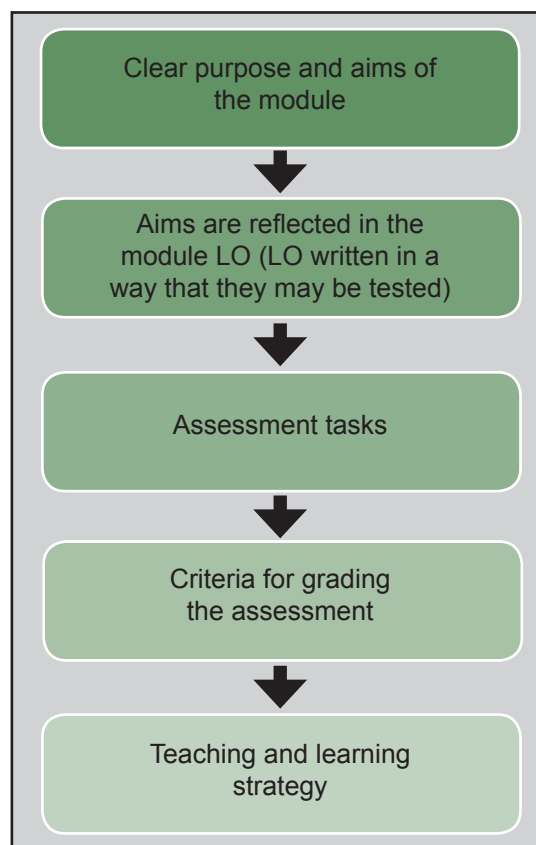 Clear purpose and aims of
the module
Aims are reflected in the
module LO (LO written in a
way that they may be tested)
Assessment tasks
Criteria for grading
the assessment
Teaching and learning
strategy